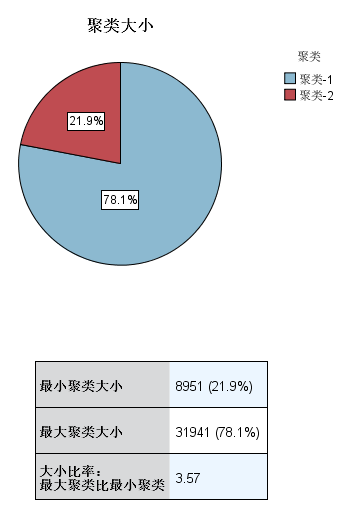 聚类大小
聚类
聚类-1
聚类-2
21.9%
78.1%
最小聚类大小 8951 (21.9%)
最大聚类大小 31941 (78.1%)
大小比率：
最大聚类比最小聚类 3.57